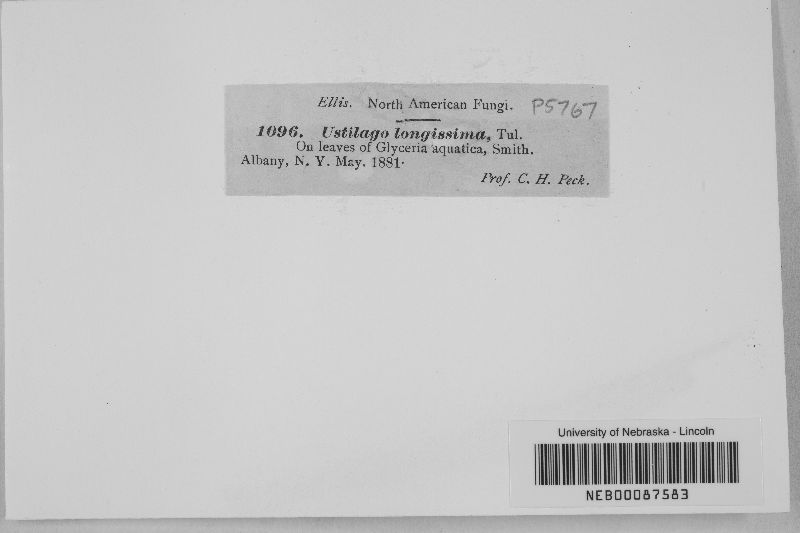 Ellis. North American Fungi. P5767
1096. Ustilago longissima, Tul.
On leaves of Glyceria aquatica, Smith.
Albany, N. Y. May, 1881.
Prof. C. H. Peck.
University of Nebraska - Lincoln
NEB00087583